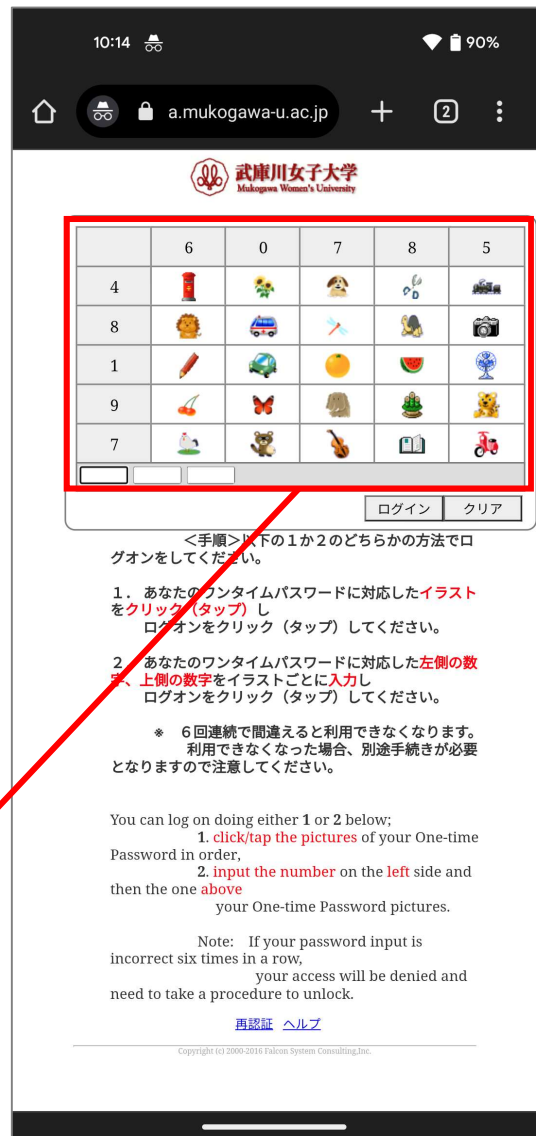 10:14
90%
a.mukogawa-u.ac.jp
2
武庫川女子大学
Mukogawa Women's University
6 0 7 8 5
4
8
1
9
7
ログイン クリア
＜手順＞以下の１か２のどちらかの方法でロ
グオンをしてください。
１． あなたのワンタイムパスワードに対応したイラスト
をクリック（タップ）し
ログオンをクリック（タップ）してください。
２ あなたのワンタイムパスワードに対応した左側の数
字、上側の数字をイラストごとに入力し
ログオンをクリック（タップ）してください。
※ ６回連続で間違えると利用できなくなります。
利用できなくなった場合、別途手続きが必要
となりますので注意してください。
You can log on doing either 1 or 2 below;
1. click/tap the pictures of your One-time
Password in order,
2. input the number on the left side and
then the one above
your One-time Password pictures.
Note: If your password input is
incorrect six times in a row,
your access will be denied and
need to take a procedure to unlock.
再認証 ヘルプ
Copyright (c) 2000-2016 Falcon System Consulting,Inc.